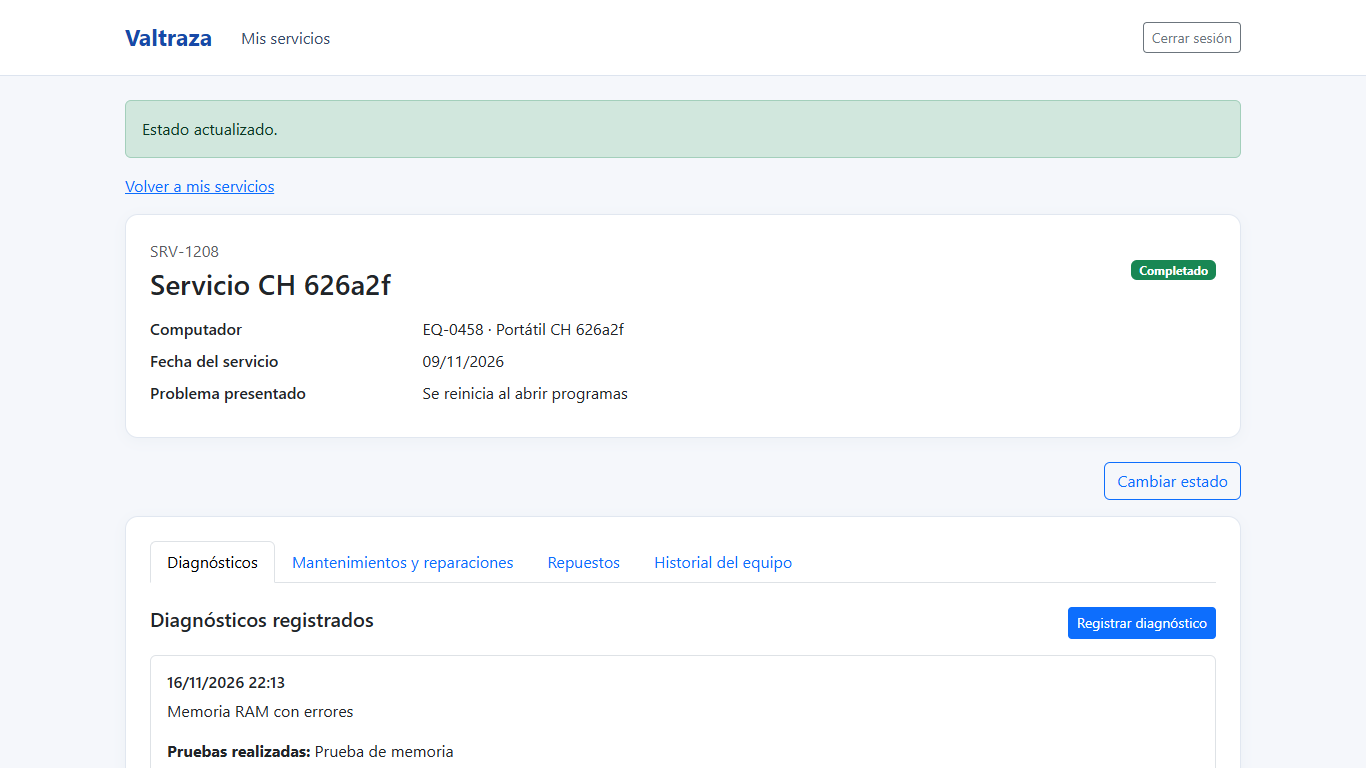 Valtraza Mis servicios Cerrar sesión
Estado actualizado.
Volver a mis servicios
SRV-1208
Servicio CH 626a2f
Completado
Computador EQ-0458 · Portátil CH 626a2f
Fecha del servicio 09/11/2026
Problema presentado Se reinicia al abrir programas
Cambiar estado
Diagnósticos Mantenimientos y reparaciones Repuestos Historial del equipo
Diagnósticos registrados Registrar diagnóstico
16/11/2026 22:13
Memoria RAM con errores
Pruebas realizadas: Prueba de memoria